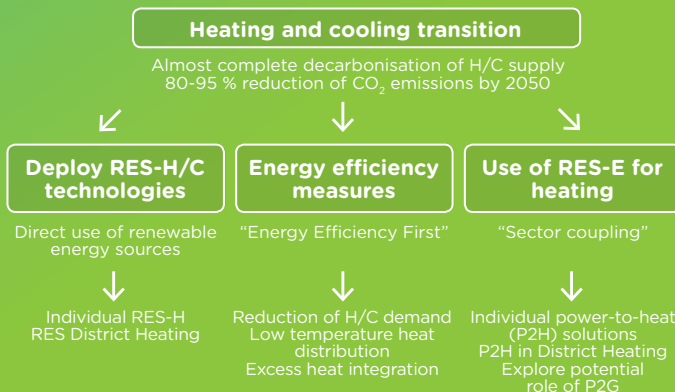 Heating and cooling transition
Almost complete decarbonisation of H/C supply
80-95 % reduction of CO₂ emissions by 2050
Deploy RES-H/C
technologies
Direct use of renewable
energy sources
Individual RES-H
RES District Heating
Energy efficiency
measures
“Energy Efficiency First”
Reduction of H/C demand
Low temperature heat
distribution
Excess heat integration
Use of RES-E for
heating
“Sector coupling”
Individual power-to-heat
(P2H) solutions
P2H in District Heating
Explore potential
role of P2G